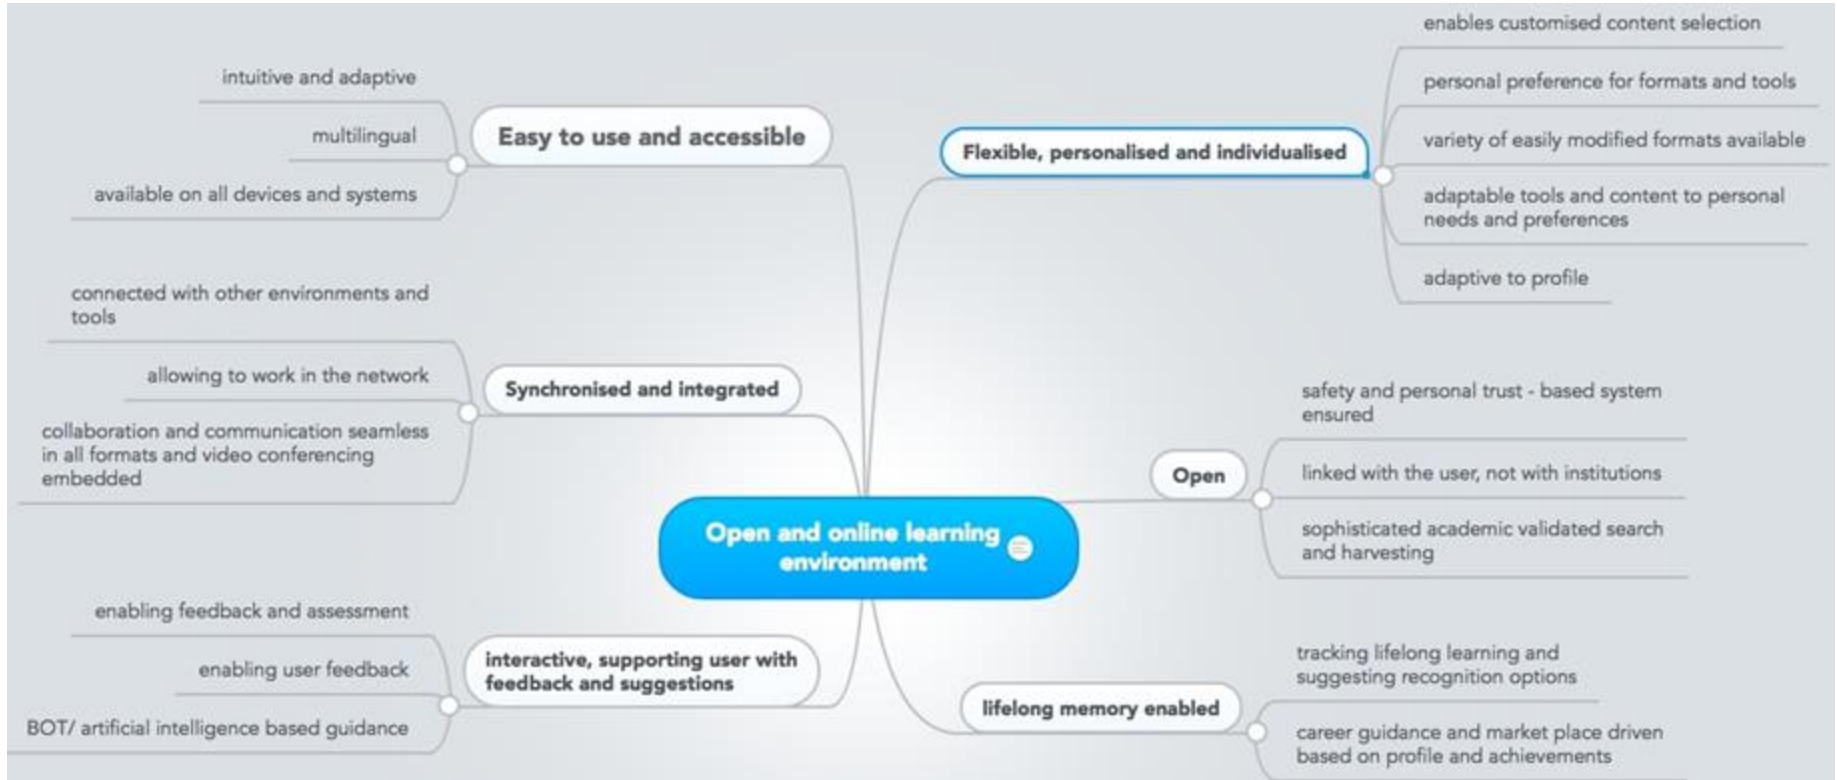 Open and online learning
environment
Easy to use and accessible
intuitive and adaptive
multilingual
available on all devices and systems
Synchronised and integrated
connected with other environments and
tools
allowing to work in the network
collaboration and communication seamless
in all formats and video conferencing
embedded
interactive, supporting user with
feedback and suggestions
enabling feedback and assessment
enabling user feedback
BOT/ artificial intelligence based guidance
Flexible, personalised and individualised
enables customised content selection
personal preference for formats and tools
variety of easily modified formats available
adaptable tools and content to personal
needs and preferences
adaptive to profile
Open
safety and personal trust - based system
ensured
linked with the user, not with institutions
sophisticated academic validated search
and harvesting
lifelong memory enabled
tracking lifelong learning and
suggesting recognition options
career guidance and market place driven
based on profile and achievements